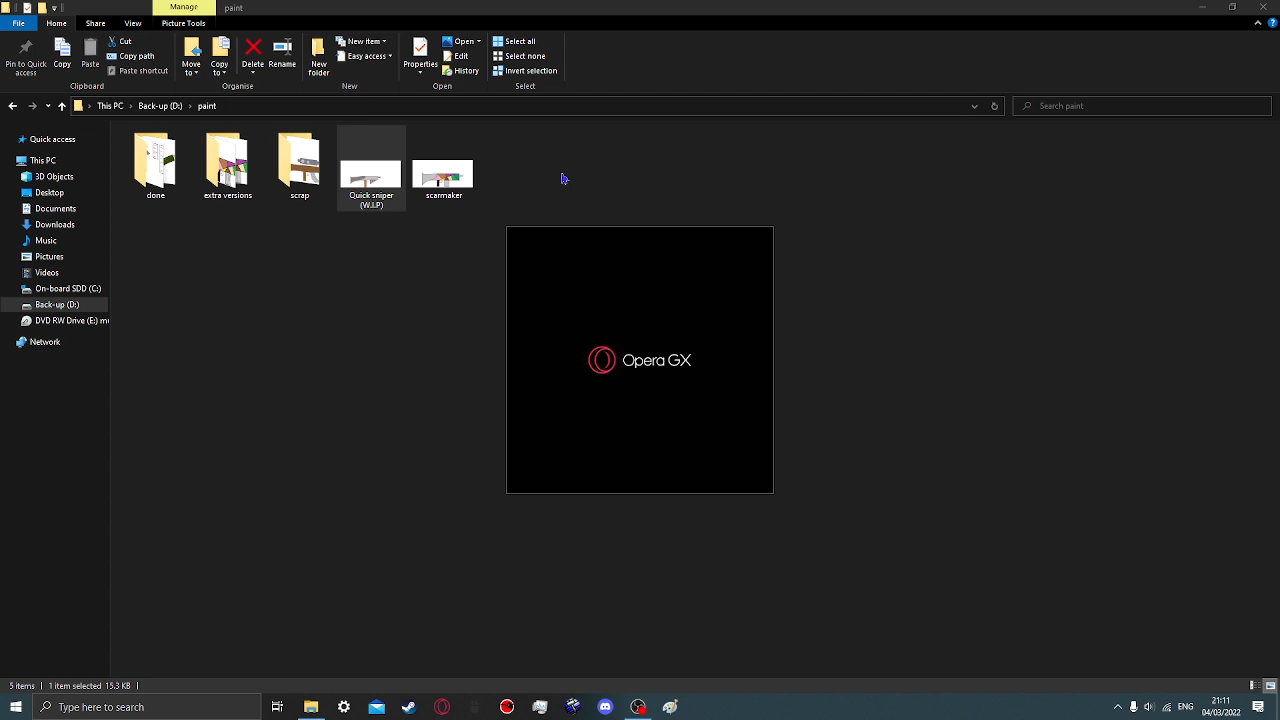 Manage
paint
File
Home
Share
View
Picture Tools
Pin to Quick access
Copy
Paste
Cut
Copy path
Paste shortcut
Clipboard
Move to
Copy to
Delete
Rename
Organise
New folder
New item
Easy access
New
Properties
Open
Edit
History
Open
Select all
Select none
Invert selection
Select
This PC
Back-up (D:)
paint
Search paint
Quick access
This PC
3D Objects
Desktop
Documents
Downloads
Music
Pictures
Videos
On-board SDD (C:)
Back-up (D:)
DVD RW Drive (E:)
Network
done
extra versions
scrap
Quick sniper
(W.I.P)
scarmaker
Opera GX
5 items
1 item selected 15.3 KB
Type here to search
ENG
21:11
04/03/2022